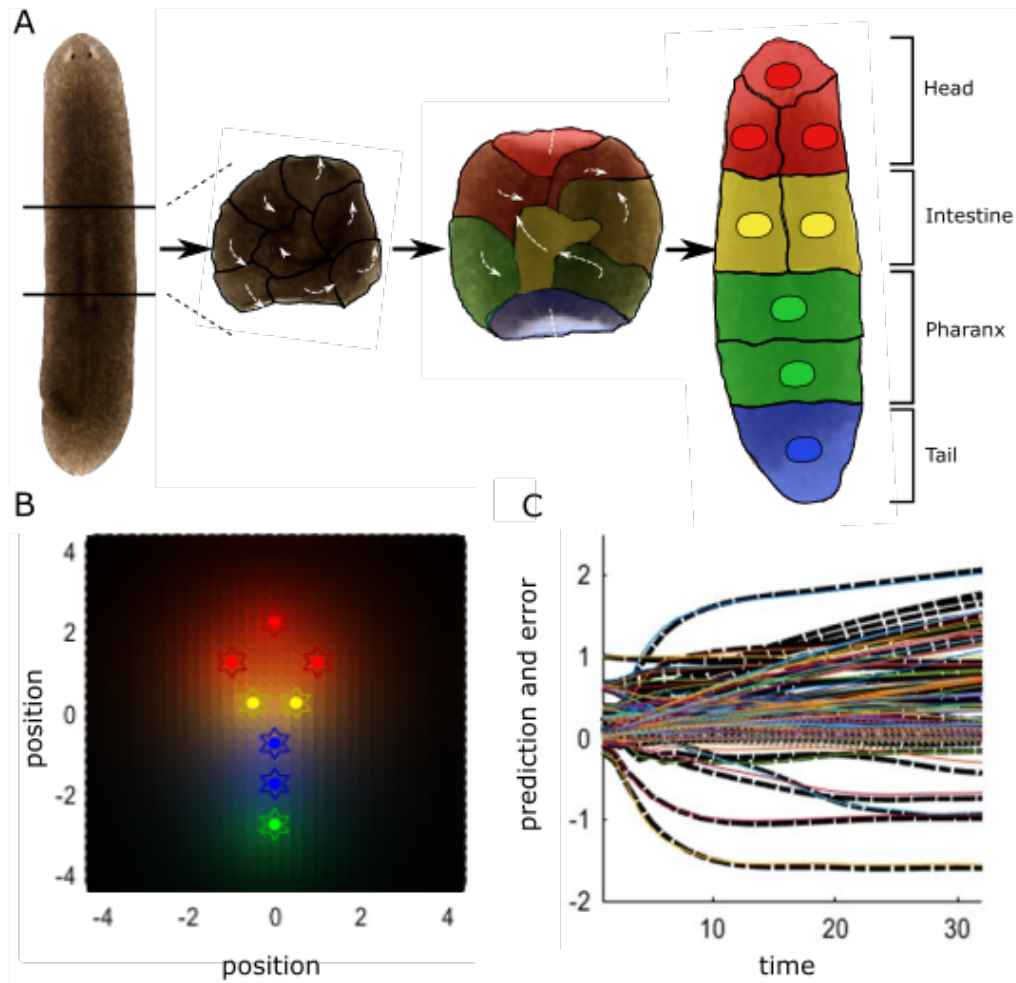 A
Head
Intestine
Pharanx
Tail
B
position
4
2
0
-2
-4
-4
-2
0
2
4
position
C
prediction and error
2
1
0
-1
-2
10
20
30
time